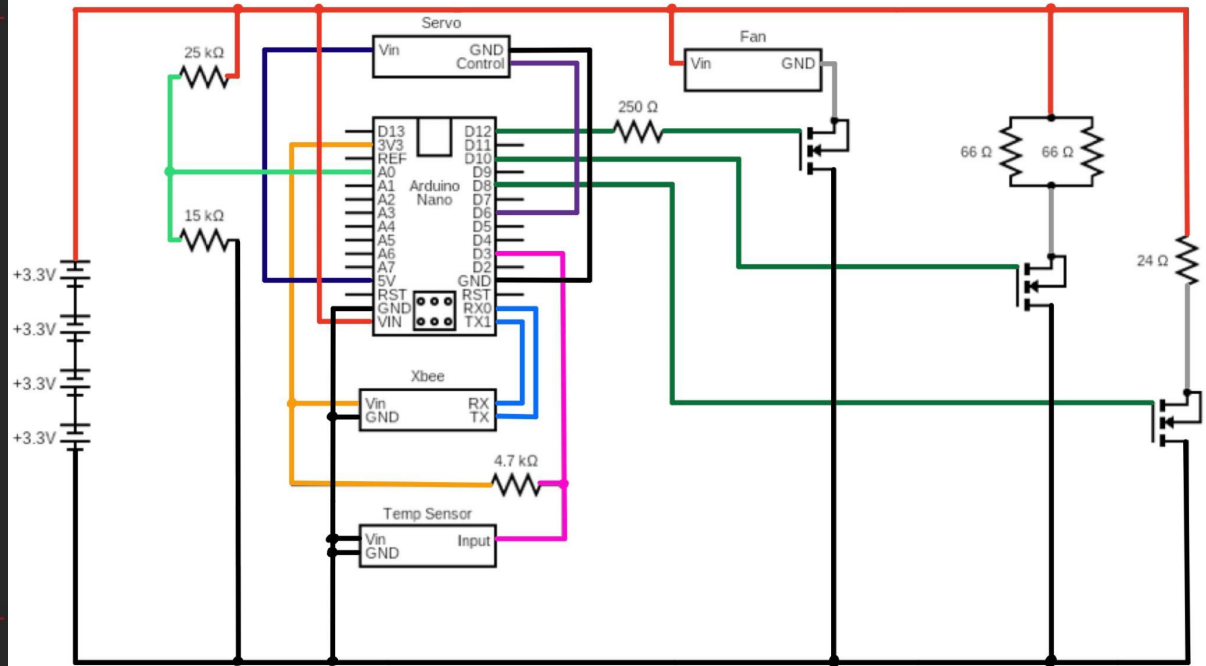 Servo
Vin
GND
Control
Fan
Vin
GND
25 kΩ
250 Ω
D13
3V3
REF
A0
A1
A2
A3
A4
A5
A6
A7
5V
RST
GND
VIN
Arduino
Nano
D12
D11
D10
D9
D8
D7
D6
D5
D4
D3
D2
GND
RST
RX0
TX1
66 Ω
66 Ω
15 kΩ
24 Ω
+3.3V
+3.3V
+3.3V
+3.3V
Xbee
Vin
GND
RX
TX
4.7 kΩ
Temp Sensor
Vin
GND
Input